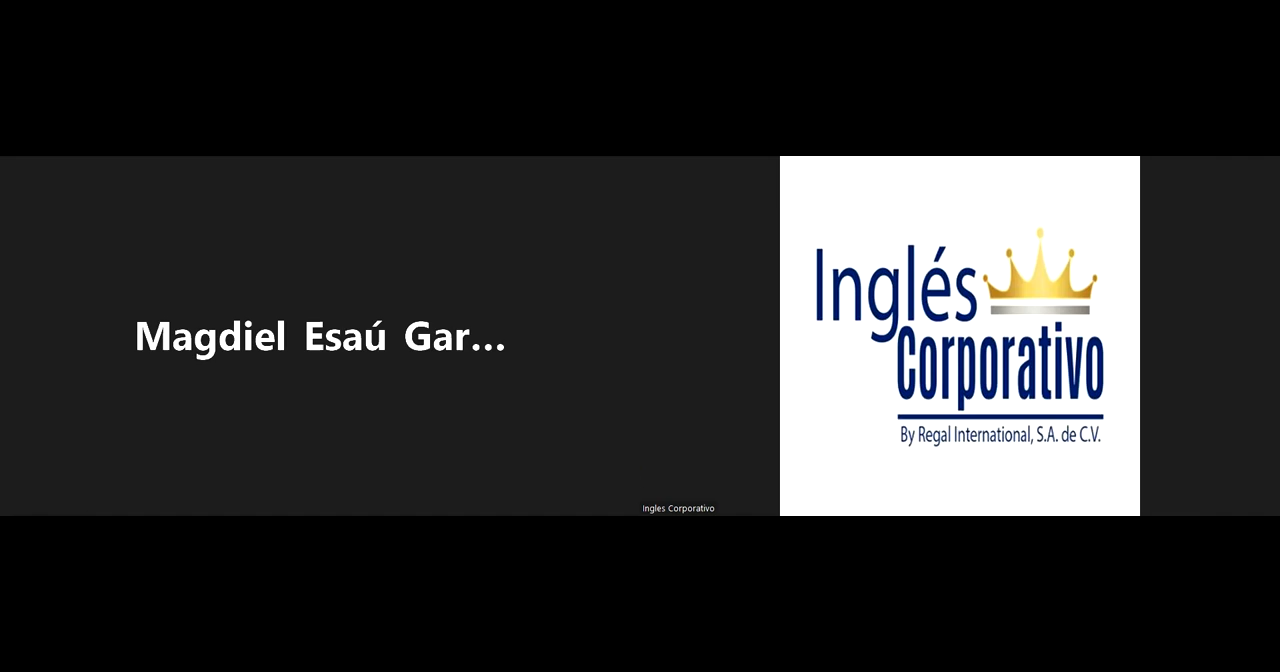 Magdiel Esaú Gar...
Inglés
Corporativo
By Regal International, S.A. de C.V.
Ingles Corporativo